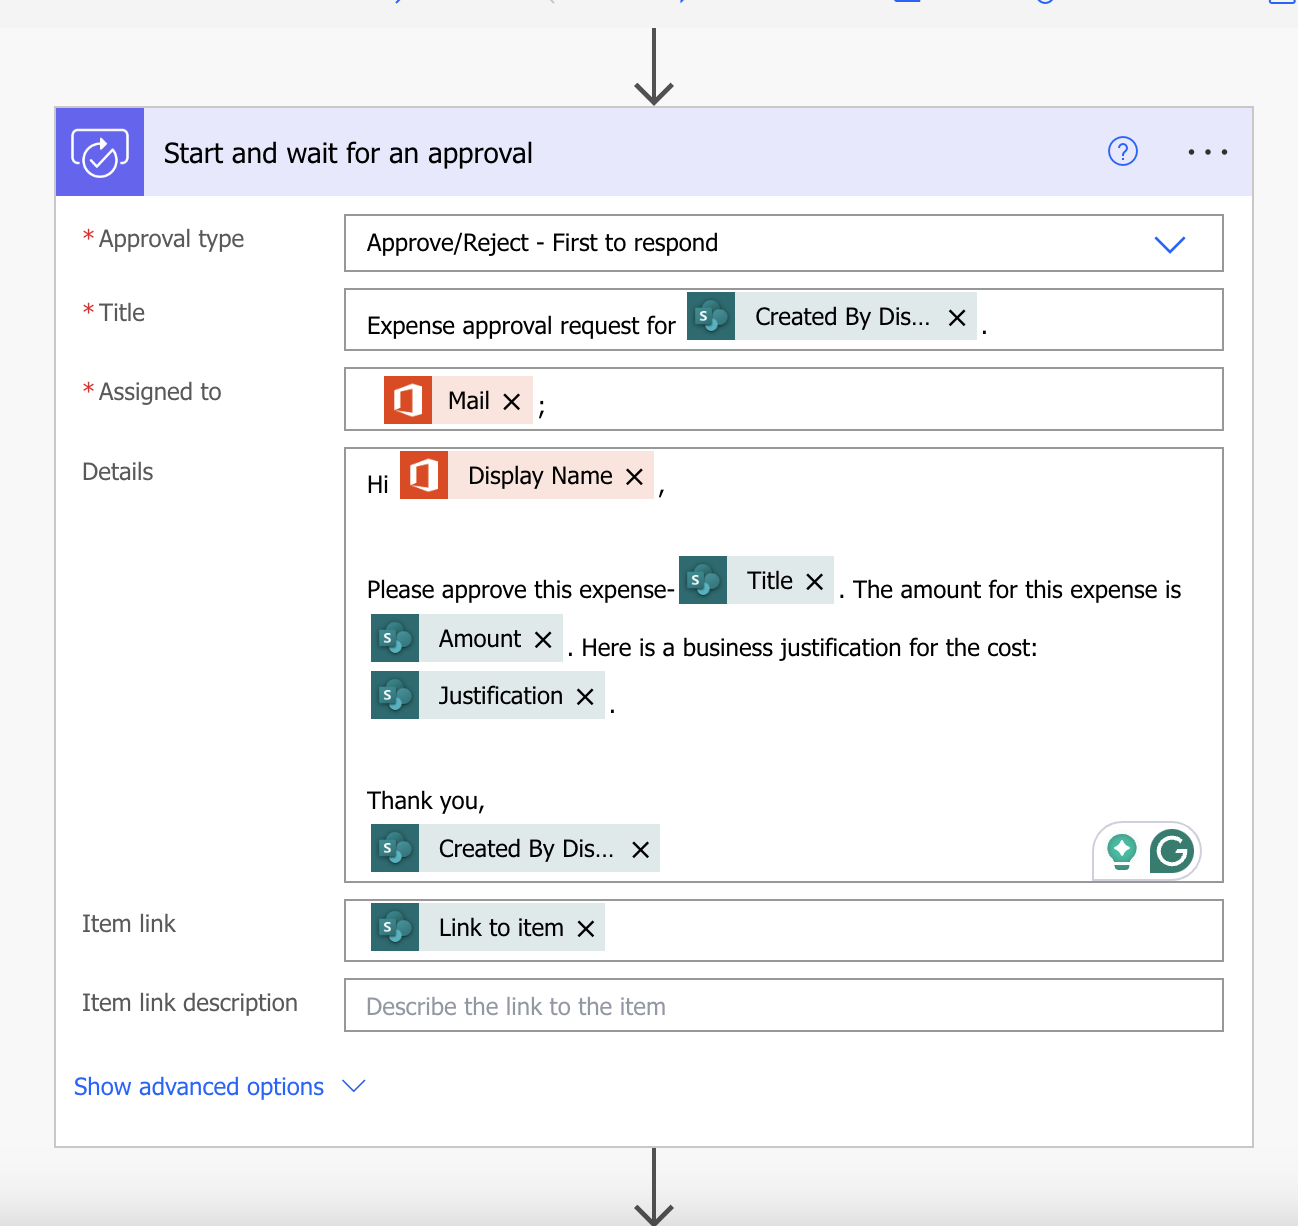 Start and wait for an approval
?
* Approval type
Approve/Reject - First to respond
* Title
Expense approval request for S Created By Dis... × .
* Assigned to
Mail × ;
Details
Hi Display Name × ,
Please approve this expense- S Title × . The amount for this expense is
S Amount × . Here is a business justification for the cost:
S Justification × .
Thank you,
S Created By Dis... ×
G
Item link
S Link to item ×
Item link description
Describe the link to the item
Show advanced options